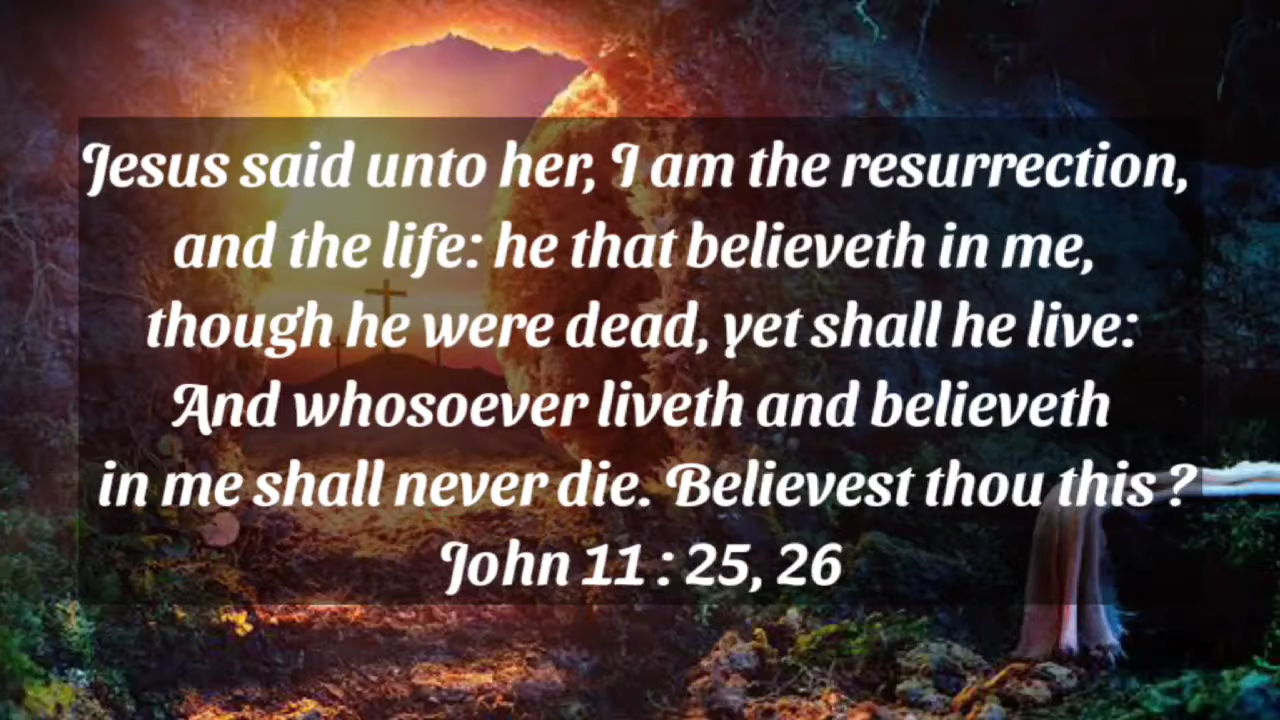 Jesus said unto her, I am the resurrection,
and the life: he that believeth in me,
though he were dead, yet shall he live:
And whosoever liveth and believeth
in me shall never die. Believest thou this ?
John 11 : 25, 26